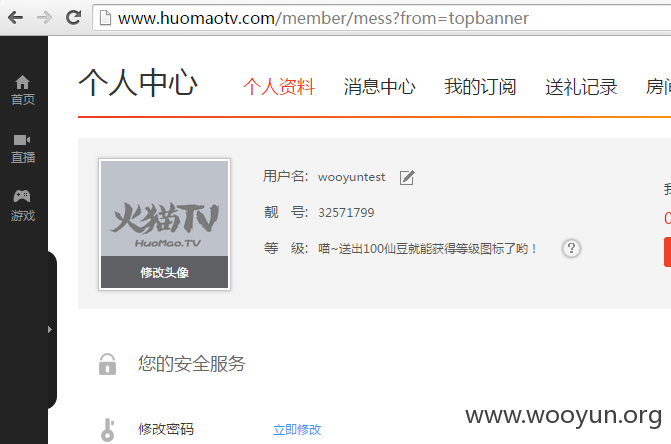 www.huomaotv.com/member/mess?from=topbanner
个人中心 个人资料 消息中心 我的订阅 送礼记录
首页
直播
游戏
用户名: wooyuntest
靓 号: 32571799
等 级: 喵~送出100仙豆就能获得等级图标了哟！ ?
火猫TV
HuoMao.TV
修改头像
您的安全服务
修改密码 立即修改
www.wooyun.org